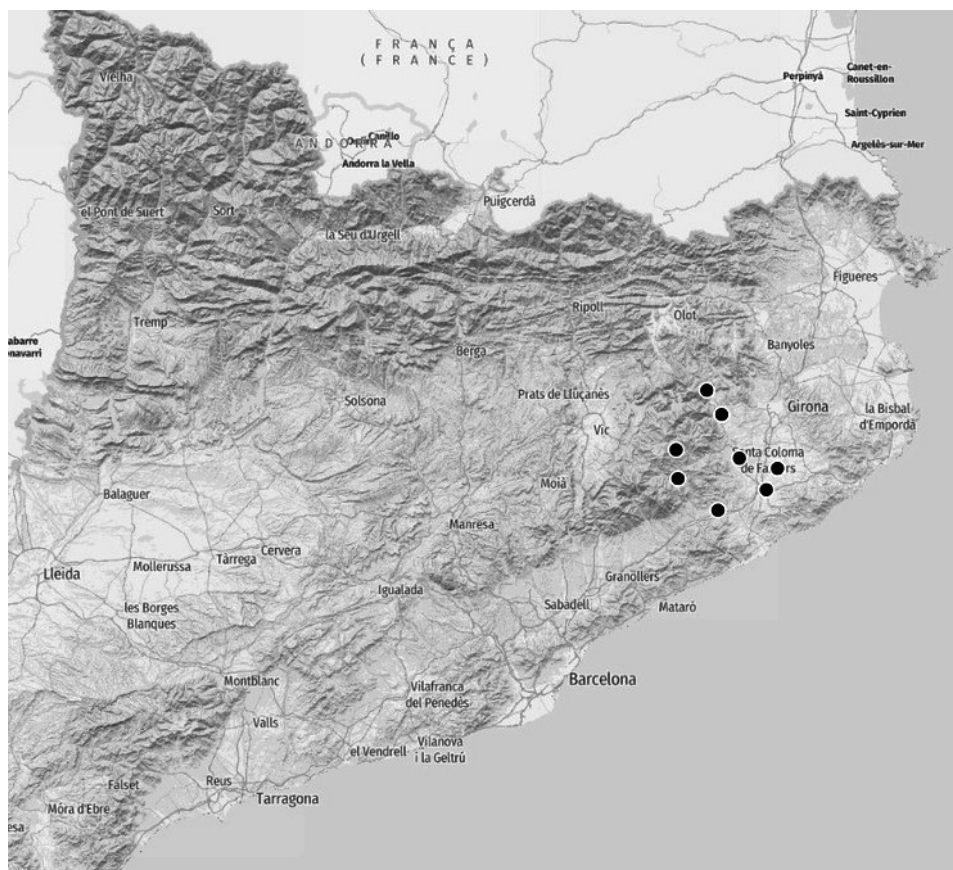 FRANÇA
(FRANCE)
Perpinyà
Canet-en-
Roussillon
Vielha
Saint-Cyprien
ANDORRA
Canillo
Argelès-sur-Mer
Andorra la Vella
Puigcerdà
el Pont de Suert
Sort
la Seu d'Urgell
Figueres
Ripoll
Olot
Tremp
Banyoles
Berga
Prats de Lluçanès
Solsona
Girona
la Bisbal
d'Empordà
Vic
Santa Coloma
de Farners
Moià
Balaguer
Manresa
Cervera
Tàrrega
Mollerussa
Lleida
Granollers
Igualada
Sabadell
les Borges
Blanques
Mataró
Barcelona
Montblanc
Vilafranca
del Penedès
Valls
Vilanova
i la Geltrú
el Vendrell
Reus
Falset
Tarragona
Móra d'Ebre